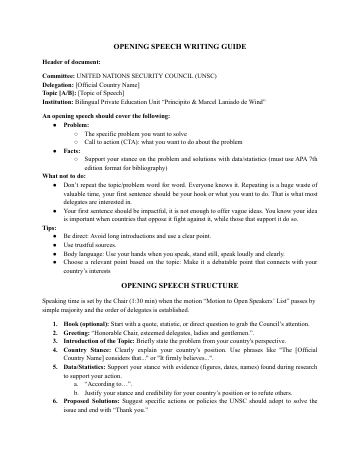 OPENING SPEECH WRITING GUIDE
Header of document:
Committee: UNITED NATIONS SECURITY COUNCIL (UNSC)
Delegation: [Official Country Name]
Topic [A/B]: [Topic of Speech]
Institution: Bilingual Private Education Unit "Principito & Marcel Laniado de Wind"
An opening speech should cover the following:
● Problem:
○ The specific problem you want to solve
○ Call to action (CTA): what you want to do about the problem
● Facts:
○ Support your stance on the problem and solutions with data/statistics (must use APA 7th
edition format for bibliography)
What not to do:
● Don't repeat the topic/problem word for word. Everyone knows it. Repeating is a huge waste of
valuable time, your first sentence should be your hook or what you want to do. That is what most
delegates are interested in.
● Your first sentence should be impactful, it is not enough to offer vague ideas. You know your idea
is important when countries that oppose it fight against it, while those that support it do so.
Tips:
● Be direct: Avoid long introductions and use a clear point.
● Use trustful sources.
● Body language: Use your hands when you speak, stand still, speak loudly and clearly.
● Choose a relevant point based on the topic: Make it a debatable point that connects with your
country's interests
OPENING SPEECH STRUCTURE
Speaking time is set by the Chair (1:30 min) when the motion "Motion to Open Speakers' List" passes by
simple majority and the order of delegates is established.
1. Hook (optional): Start with a quote, statistic, or direct question to grab the Council's attention.
2. Greeting: "Honorable Chair, esteemed delegates, ladies and gentlemen.".
3. Introduction of the Topic: Briefly state the problem from your country's perspective.
4. Country Stance: Clearly explain your country's position. Use phrases like "The [Official
Country Name] considers that..." or "It firmly believes...".
5. Data/Statistics: Support your stance with evidence (figures, dates, names) found during research
to support your action.
a. "According to…".
b. Justify your stance and credibility for your country's position or to refute others.
6. Proposed Solutions: Suggest specific actions or policies the UNSC should adopt to solve the
issue and end with "Thank you."